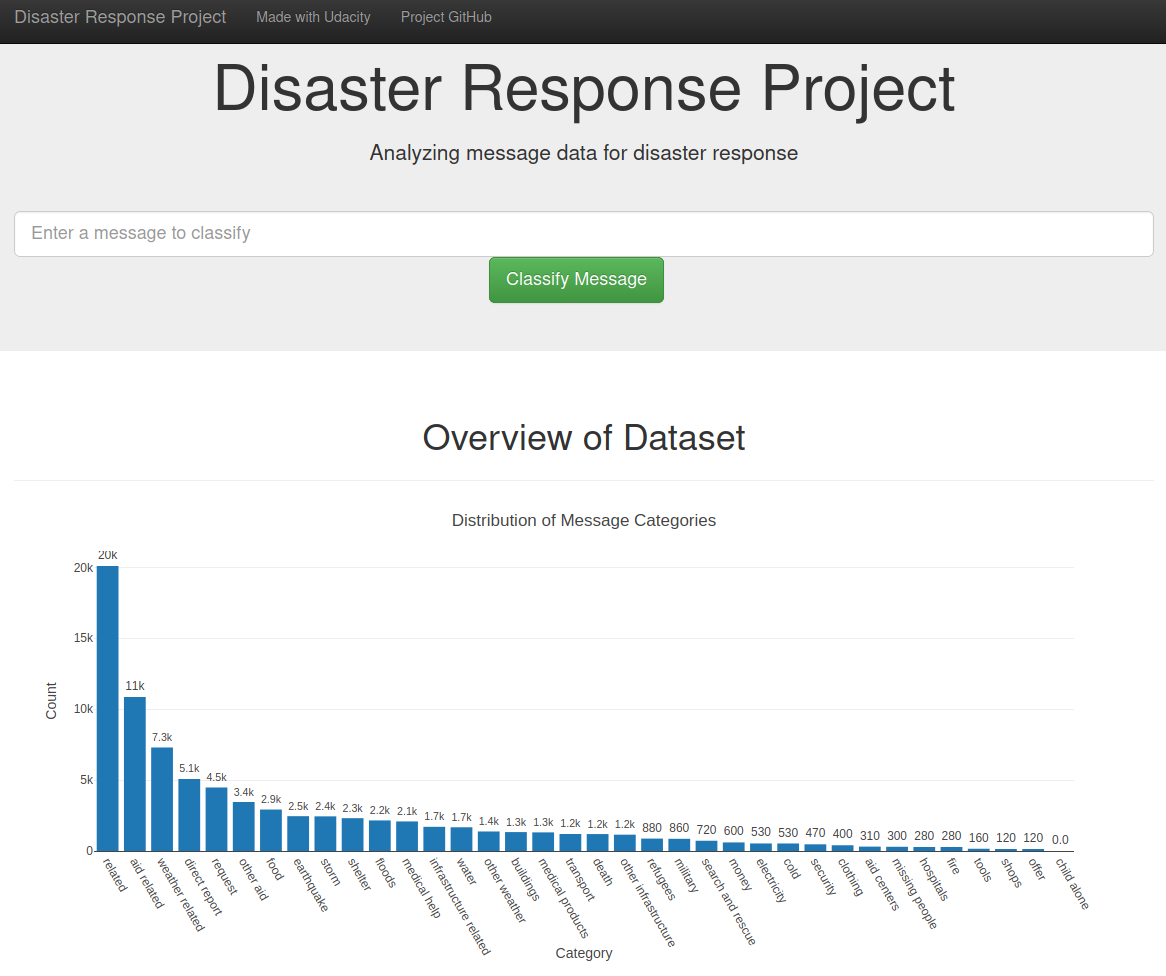 Disaster Response Project Made with Udacity Project GitHub
Disaster Response Project
Analyzing message data for disaster response
Enter a message to classify
Classify Message
Overview of Dataset
Distribution of Message Categories
Count
20k
15k
10k
5k
0
20k
11k
7.3k
5.1k
4.5k
3.4k
2.9k
2.5k
2.4k
2.3k
2.2k
2.1k
1.7k
1.7k
1.4k
1.3k
1.3k
1.2k
1.2k
1.2k
880
860
720
600
530
530
470
400
310
300
280
280
160
120
120
0.0
related
aid related
weather related
direct report
request
other aid
food
earthquake
storm
shelter
floods
medical help
infrastructure related
water
other weather
buildings
medical products
transport
death
other infrastructure
refugees
military
search and rescue
money
electricity
cold
security
clothing
aid centers
missing people
hospitals
fire
tools
shops
offer
child alone
Category